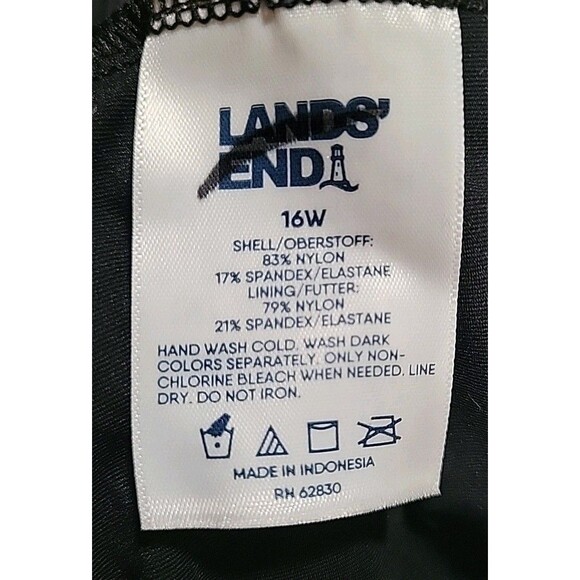 LANDS'
END
16W
SHELL/OBERSTOFF:
83% NYLON
17% SPANDEX/ELASTANE
LINING/FUTTER:
79% NYLON
21% SPANDEX/ELASTANE
HAND WASH COLD. WASH DARK
COLORS SEPARATELY. ONLY NON-
CHLORINE BLEACH WHEN NEEDED. LINE
DRY. DO NOT IRON.
MADE IN INDONESIA
RN 62830